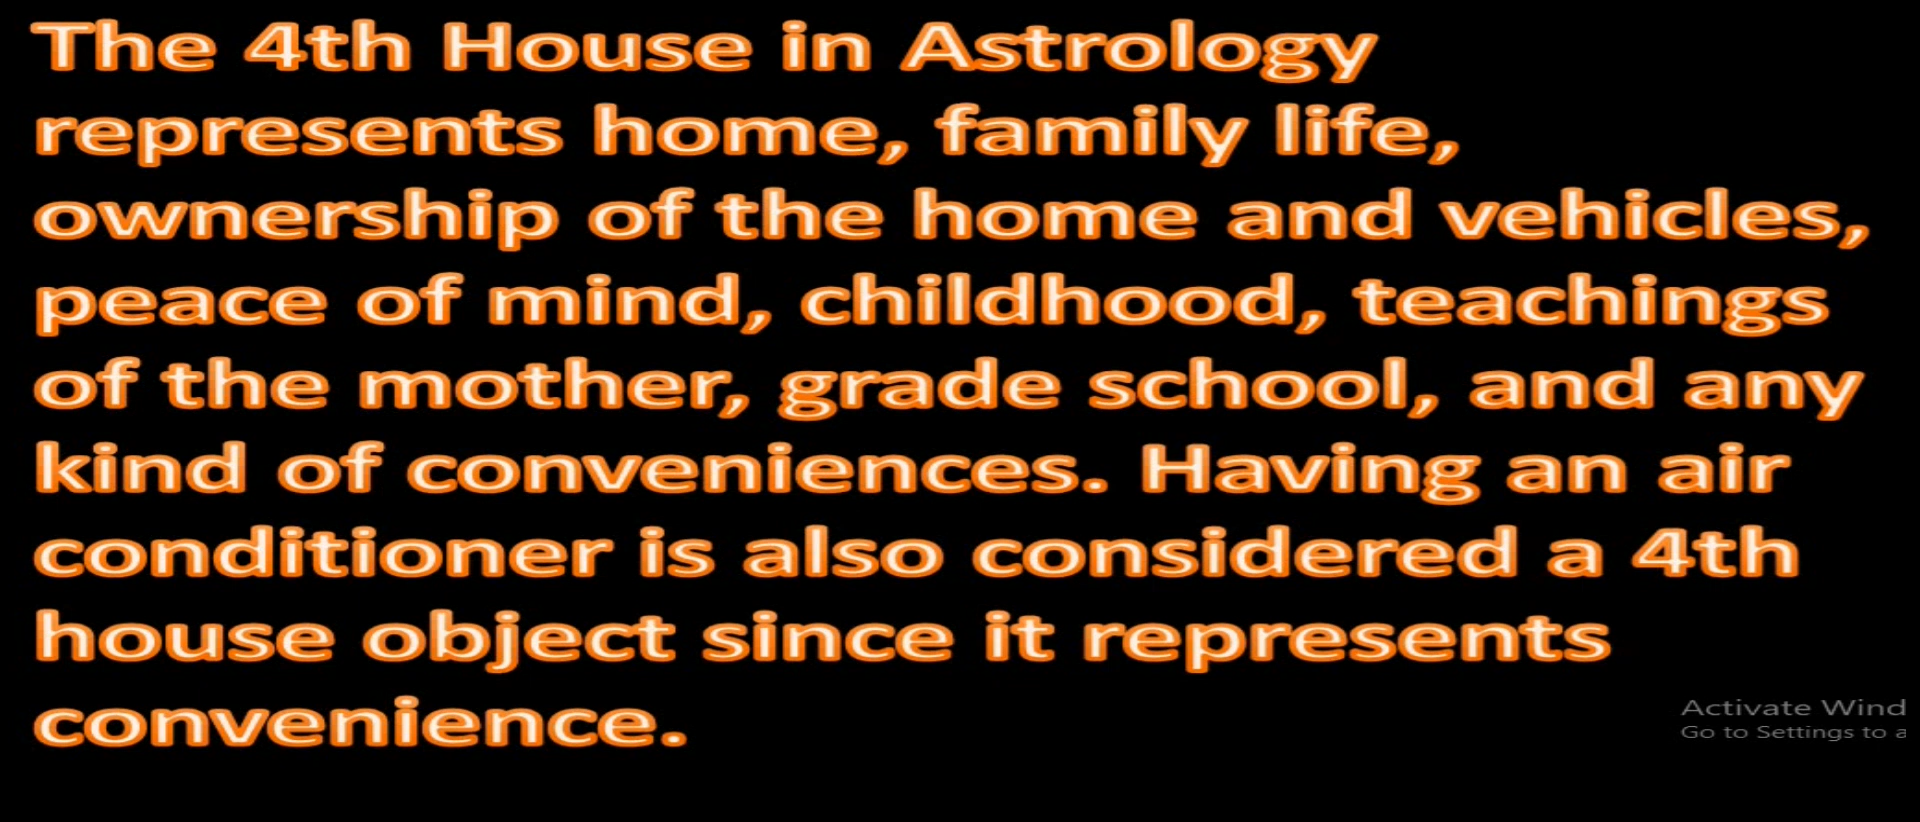 The 4th House in Astrology
represents home, family life,
ownership of the home and vehicles,
peace of mind, childhood, teachings
of the mother, grade school, and any
kind of conveniences. Having an air
conditioner is also considered a 4th
house object since it represents
convenience.
Activate Wind
Go to Settings to a